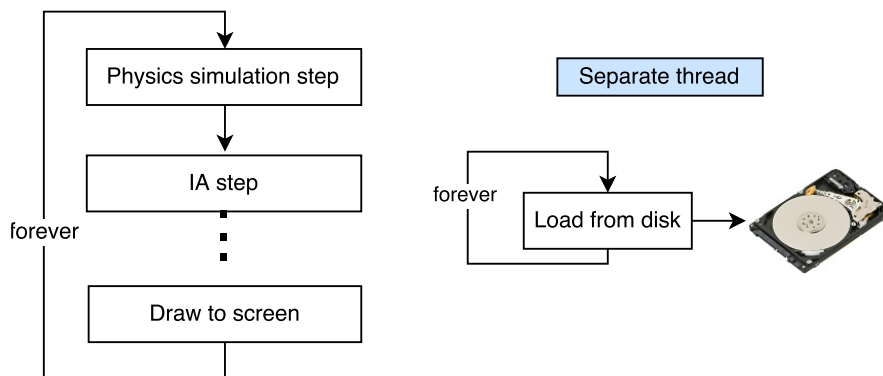 Physics simulation step
IA step
forever
Draw to screen
Separate thread
forever
Load from disk